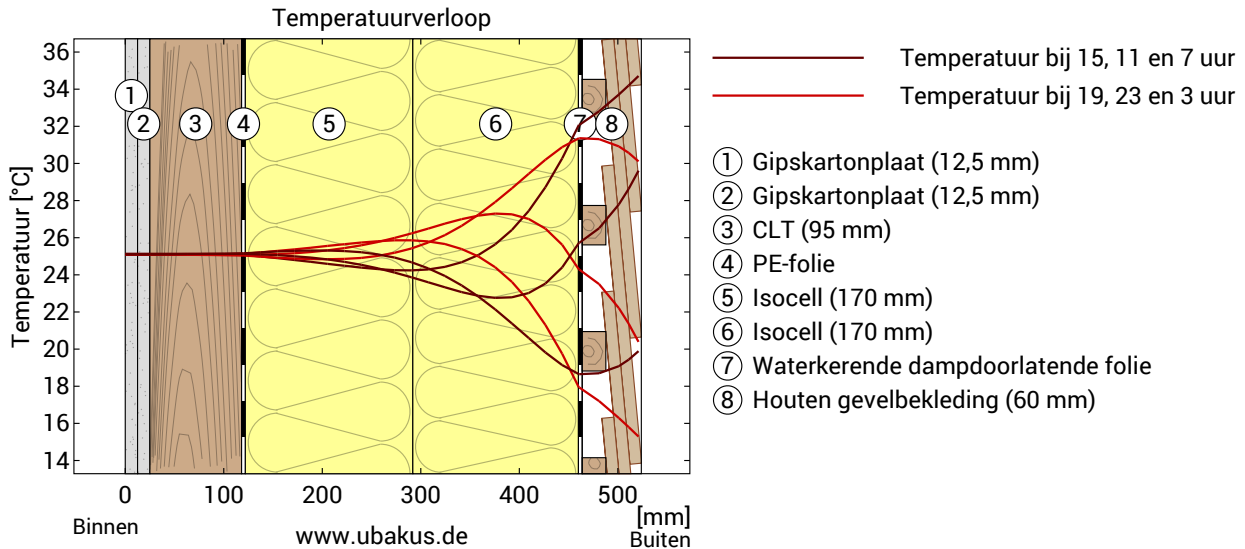 Temperatuurverloop
Temperatuur [°C]
36
34
32
30
28
26
24
22
20
18
16
14
1
2
3
4
5
6
7
8
0
100
200
300
400
500
[mm]
Binnen
www.ubakus.de
Buiten
Temperatuur bij 15, 11 en 7 uur
Temperatuur bij 19, 23 en 3 uur
1 Gipskartonplaat (12,5 mm)
2 Gipskartonplaat (12,5 mm)
3 CLT (95 mm)
4 PE-folie
5 Isocell (170 mm)
6 Isocell (170 mm)
7 Waterkerende dampdoorlatende folie
8 Houten gevelbekleding (60 mm)